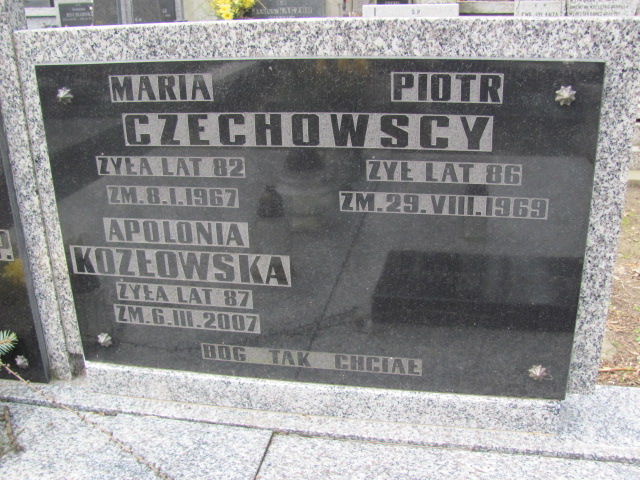 MARIA PIOTR
CZECHOWSCY
ŻYŁA LAT 82 ŻYŁ LAT 86
ZM. 8. I. 1967 ZM. 29. VIII. 1969
APOLONIA
KOZŁOWSKA
ŻYŁA LAT 87
ZM. 6. III. 2007
BÓG TAK CHCIAŁ